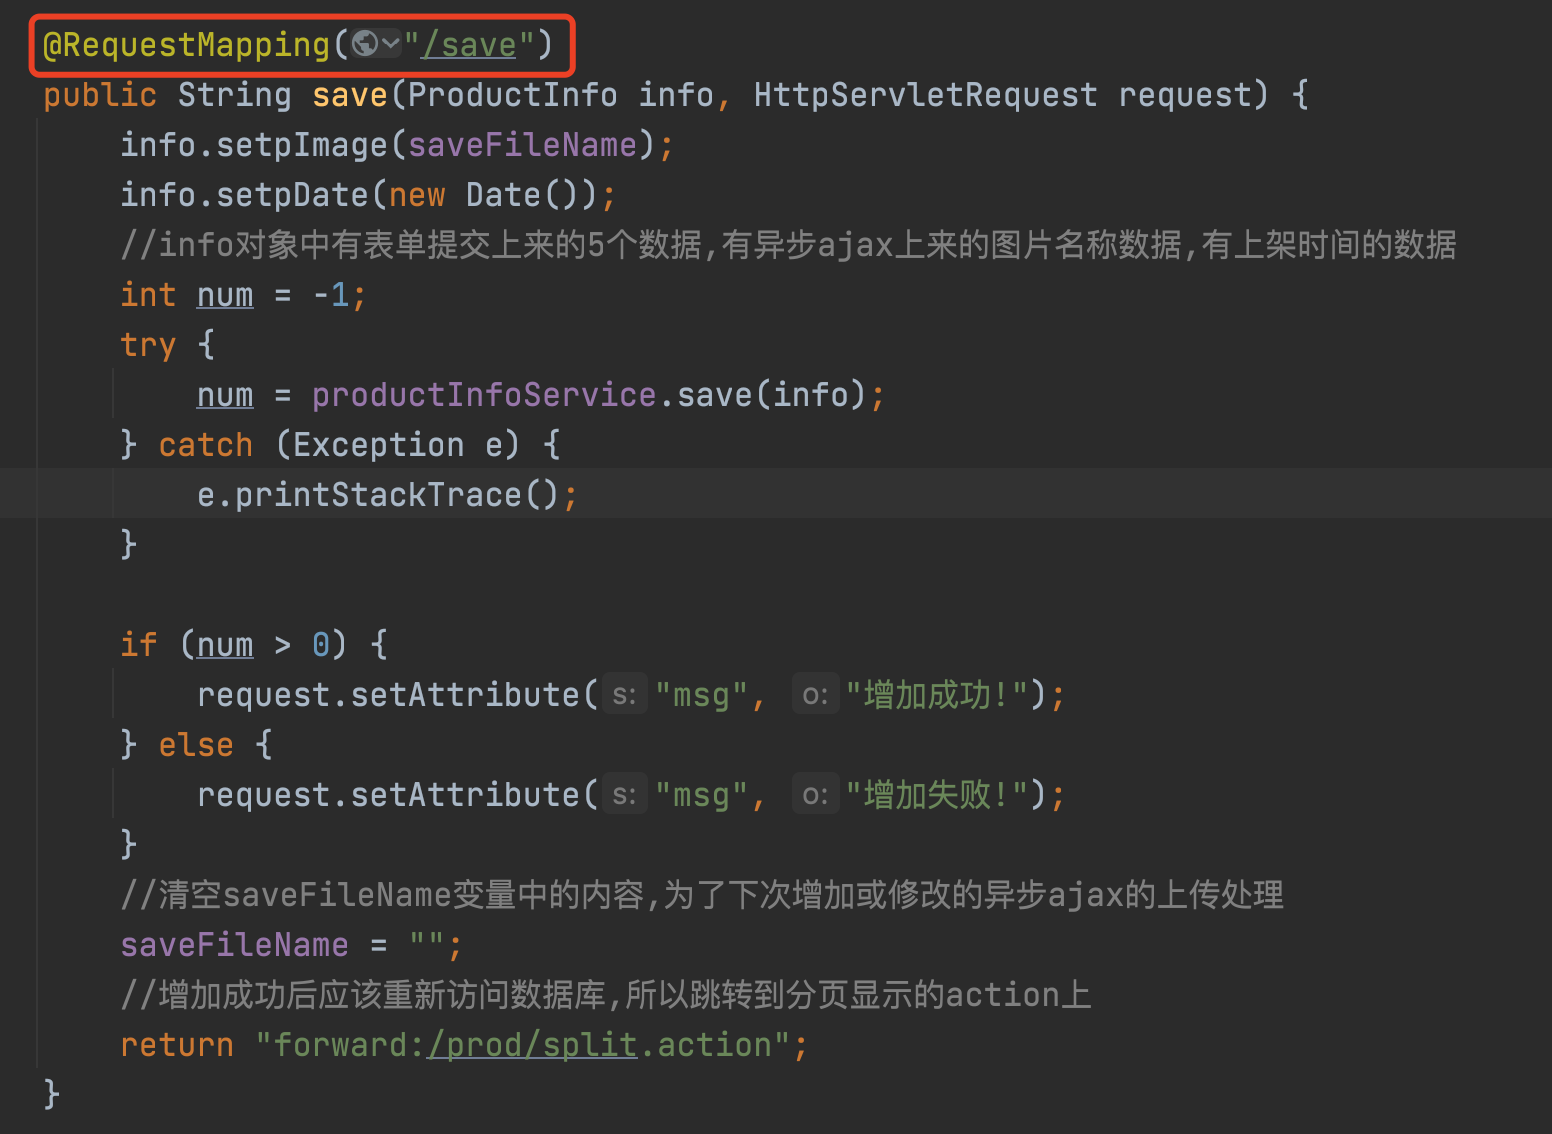 @RequestMapping("/save")
public String save(ProductInfo info, HttpServletRequest request) {
    info.setpImage(saveFileName);
    info.setpDate(new Date());
    //info对象中有表单提交上来的5个数据,有异步ajax上来的图片名称数据,有上架时间的数据
    int num = -1;
    try {
        num = productInfoService.save(info);
    } catch (Exception e) {
        e.printStackTrace();
    }
    if (num > 0) {
        request.setAttribute( s: "msg", o: "增加成功!");
    } else {
        request.setAttribute( s: "msg", o: "增加失败!");
    }
    //清空saveFileName变量中的内容,为了下次增加或修改的异步ajax的上传处理
    saveFileName = "";
    //增加成功后应该重新访问数据库,所以跳转到分页显示的action上
    return "forward:/prod/split.action";
}